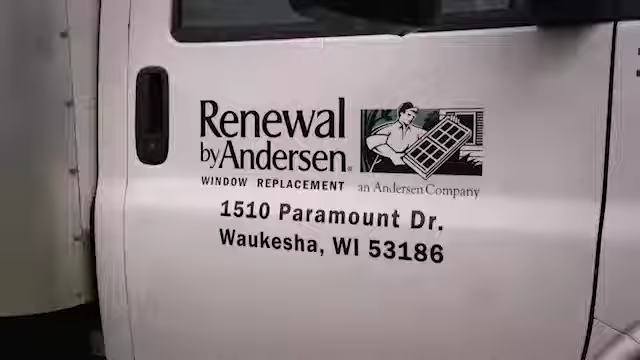 Renewal
by Andersen®
WINDOW REPLACEMENT
an Andersen Company
1510 Paramount Dr.
Waukesha, WI 53186